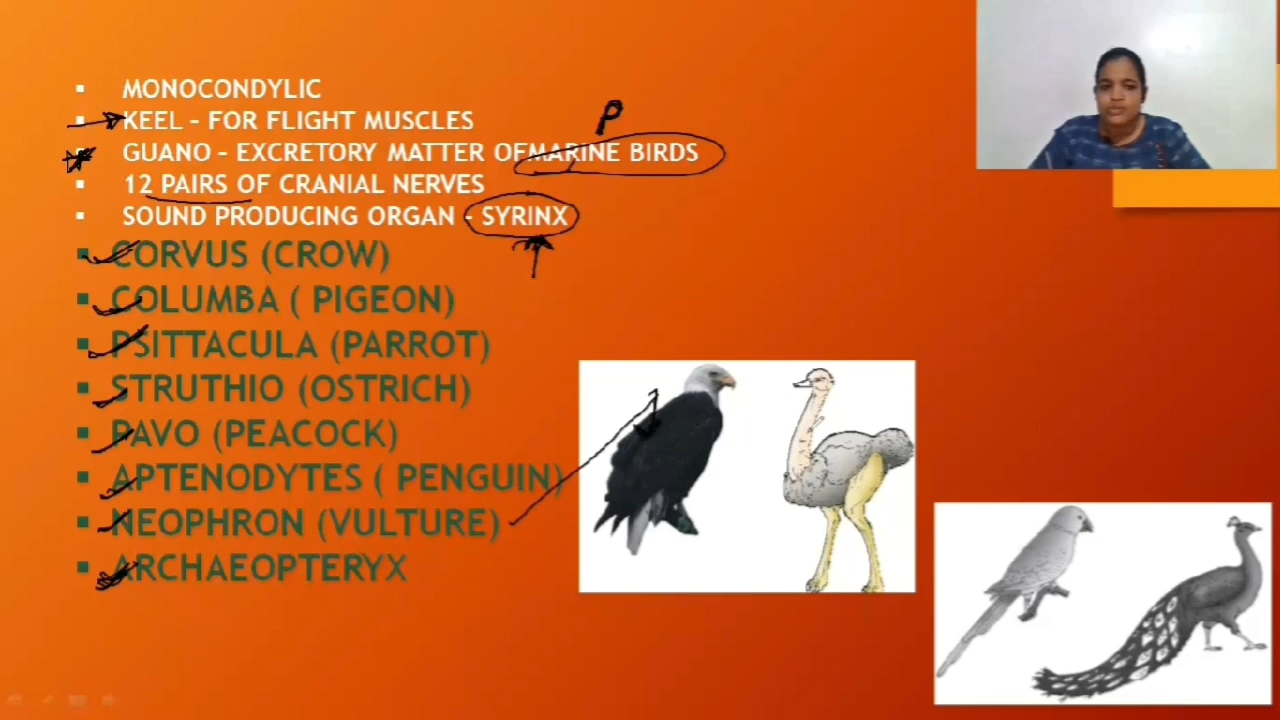 MONOCONDYLIC
KEEL – FOR FLIGHT MUSCLES
P
GUANO – EXCRETORY MATTER OFMARINE BIRDS
12 PAIRS OF CRANIAL NERVES
SOUND PRODUCING ORGAN - SYRINX
CORVUS (CROW)
COLUMBA ( PIGEON)
PSITTACULA (PARROT)
STRUTHIO (OSTRICH)
PAVO (PEACOCK)
APTENODYTES ( PENGUIN)
NEOPHRON (VULTURE)
ARCHAEOPTERYX